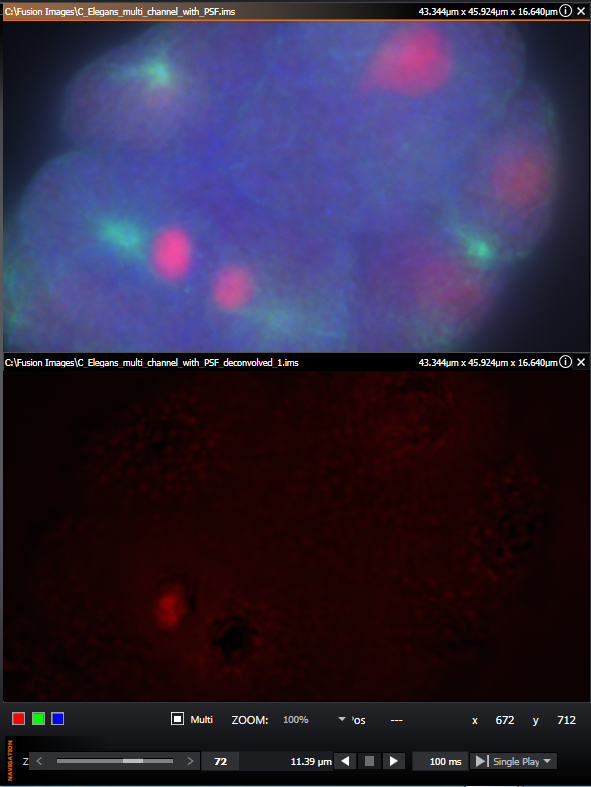 C:\Fusion Images\C_Elegans_multi_channel_with_PSF.ims 43.344µm x 45.924µm x 16.640µm
C:\Fusion Images\C_Elegans_multi_channel_with_PSF_deconvolved_1.ims 43.344µm x 45.924µm x 16.640µm
Multi ZOOM: 100% 'os --- x 672 y 712
NAVIGATION
Z 72 11.39 µm 100 ms Single Play